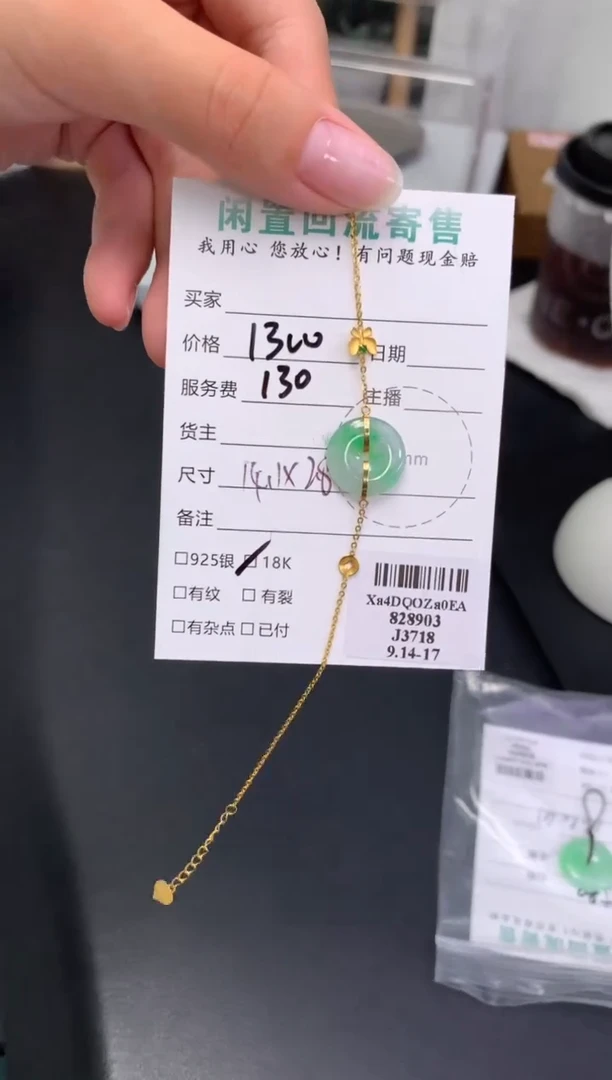 闲置回流寄售
我用心 您放心！有问题现金赔
买家
价格 1300 日期
服务费 130 主播
货主
尺寸 14.1X28 mm
备注
□925银 □18K
□有纹 □有裂
□有杂点 □已付
Xa4DQOZa0EA
828903
J3718
9.14-17